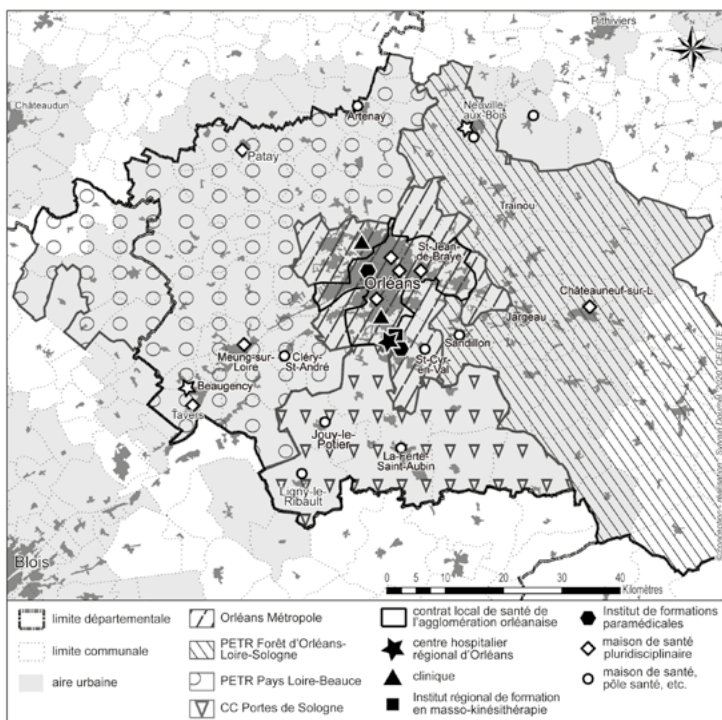 Pithiviers
Châteaudun
Artenay
Neuville-
aux-Bois
Patay
Trainou
St-Jean-
de-Braye
Orléans
Châteauneuf-sur-L.
Jargeau
Sandillon
Meung-sur-
Loire
Cléry-
St-André
St-Cyr-
en-Val
Beaugency
Tavers
Jouy-le-
Potier
La-Ferté-
Saint-Aubin
Ligny-le-
Ribault
Blois
10 5 0 10 20 30 40
Kilomètres
limite départementale
limite communale
aire urbaine
Orléans Métropole
PETR Forêt d'Orléans-
Loire-Sologne
PETR Pays Loire-Beauce
CC Portes de Sologne
contrat local de santé de
l'agglomération orléanaise
centre hospitalier
régional d'Orléans
clinique
Institut régional de formation
en masso-kinésithérapie
Institut de formations
paramédicales
maison de santé
pluridisciplinaire
maison de santé,
pôle santé, etc.